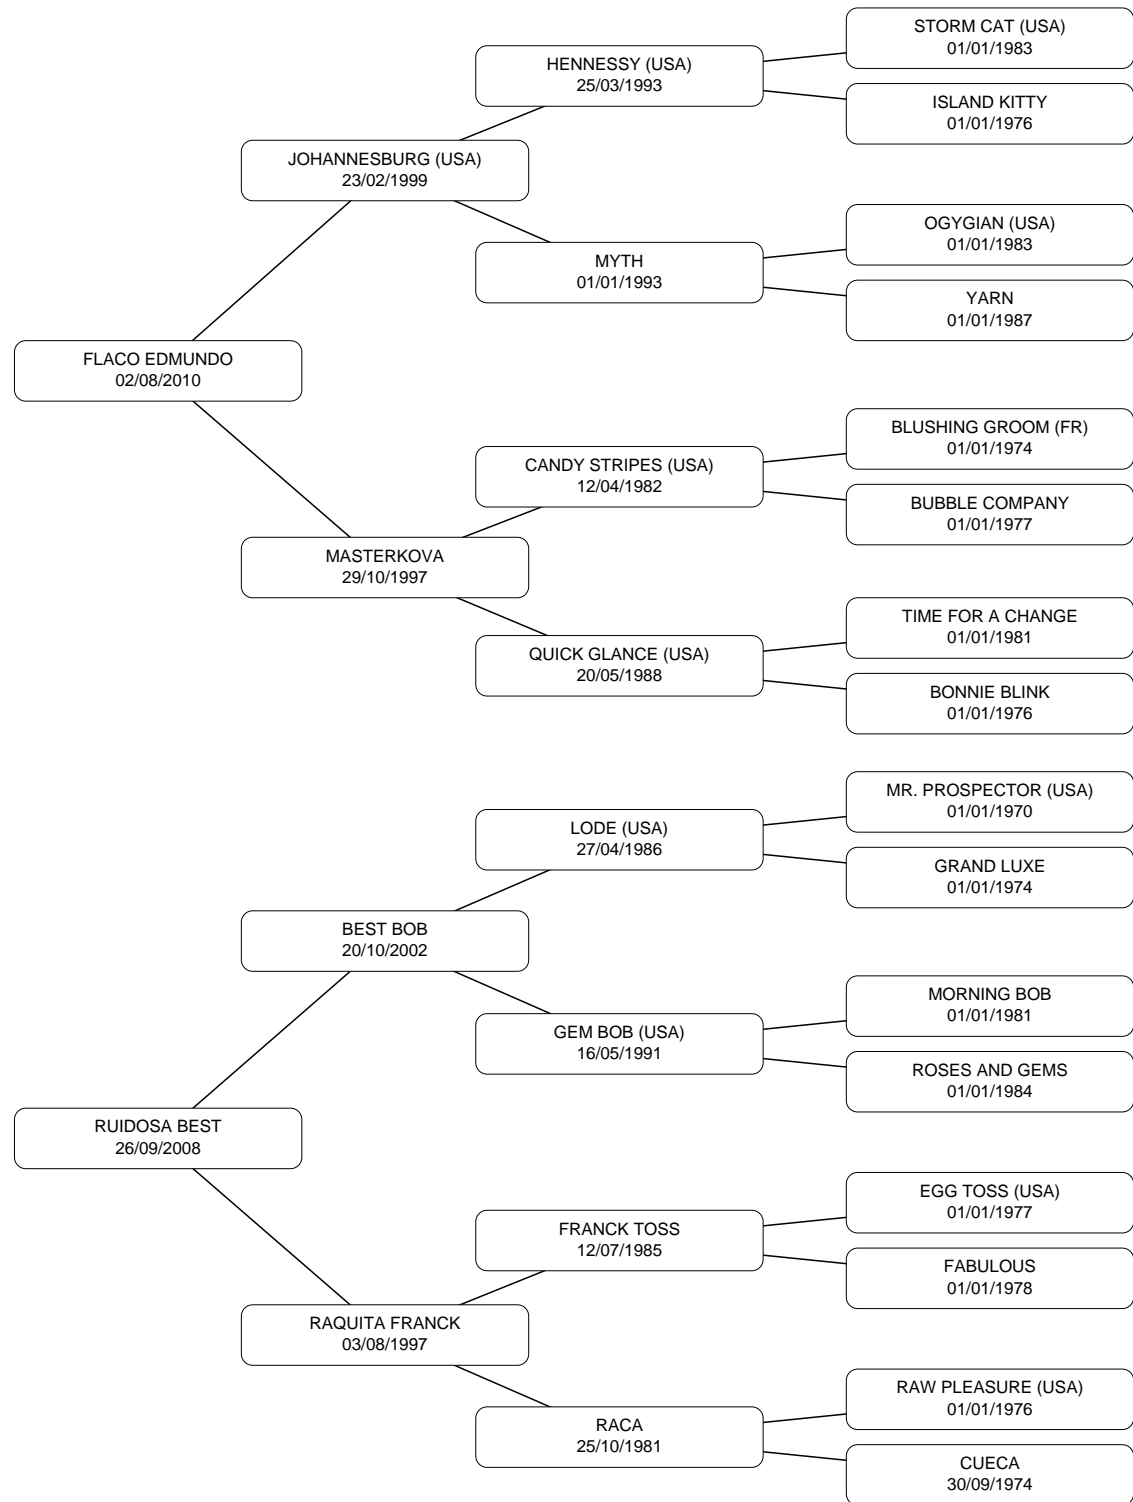 STORM CAT (USA)
01/01/1983
HENNESSY (USA)
25/03/1993
ISLAND KITTY
01/01/1976
JOHANNESBURG (USA)
23/02/1999
OGYGIAN (USA)
01/01/1983
MYTH
01/01/1993
YARN
01/01/1987
FLACO EDMUNDO
02/08/2010
BLUSHING GROOM (FR)
01/01/1974
CANDY STRIPES (USA)
12/04/1982
BUBBLE COMPANY
01/01/1977
MASTERKOVA
29/10/1997
TIME FOR A CHANGE
01/01/1981
QUICK GLANCE (USA)
20/05/1988
BONNIE BLINK
01/01/1976
MR. PROSPECTOR (USA)
01/01/1970
LODE (USA)
27/04/1986
GRAND LUXE
01/01/1974
BEST BOB
20/10/2002
MORNING BOB
01/01/1981
GEM BOB (USA)
16/05/1991
ROSES AND GEMS
01/01/1984
RUIDOSA BEST
26/09/2008
EGG TOSS (USA)
01/01/1977
FRANCK TOSS
12/07/1985
FABULOUS
01/01/1978
RAQUITA FRANCK
03/08/1997
RAW PLEASURE (USA)
01/01/1976
RACA
25/10/1981
CUECA
30/09/1974